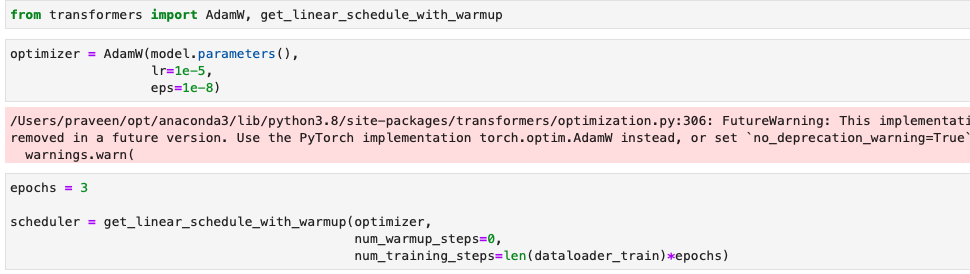 from transformers import AdamW, get_linear_schedule_with_warmup
optimizer = AdamW(model.parameters(),
                  lr=1e-5,
                  eps=1e-8)
/Users/praveen/opt/anaconda3/lib/python3.8/site-packages/transformers/optimization.py:306: FutureWarning: This implementati
removed in a future version. Use the PyTorch implementation torch.optim.AdamW instead, or set `no_deprecation_warning=True`
  warnings.warn(
epochs = 3
scheduler = get_linear_schedule_with_warmup(optimizer,
                                            num_warmup_steps=0,
                                            num_training_steps=len(dataloader_train)*epochs)